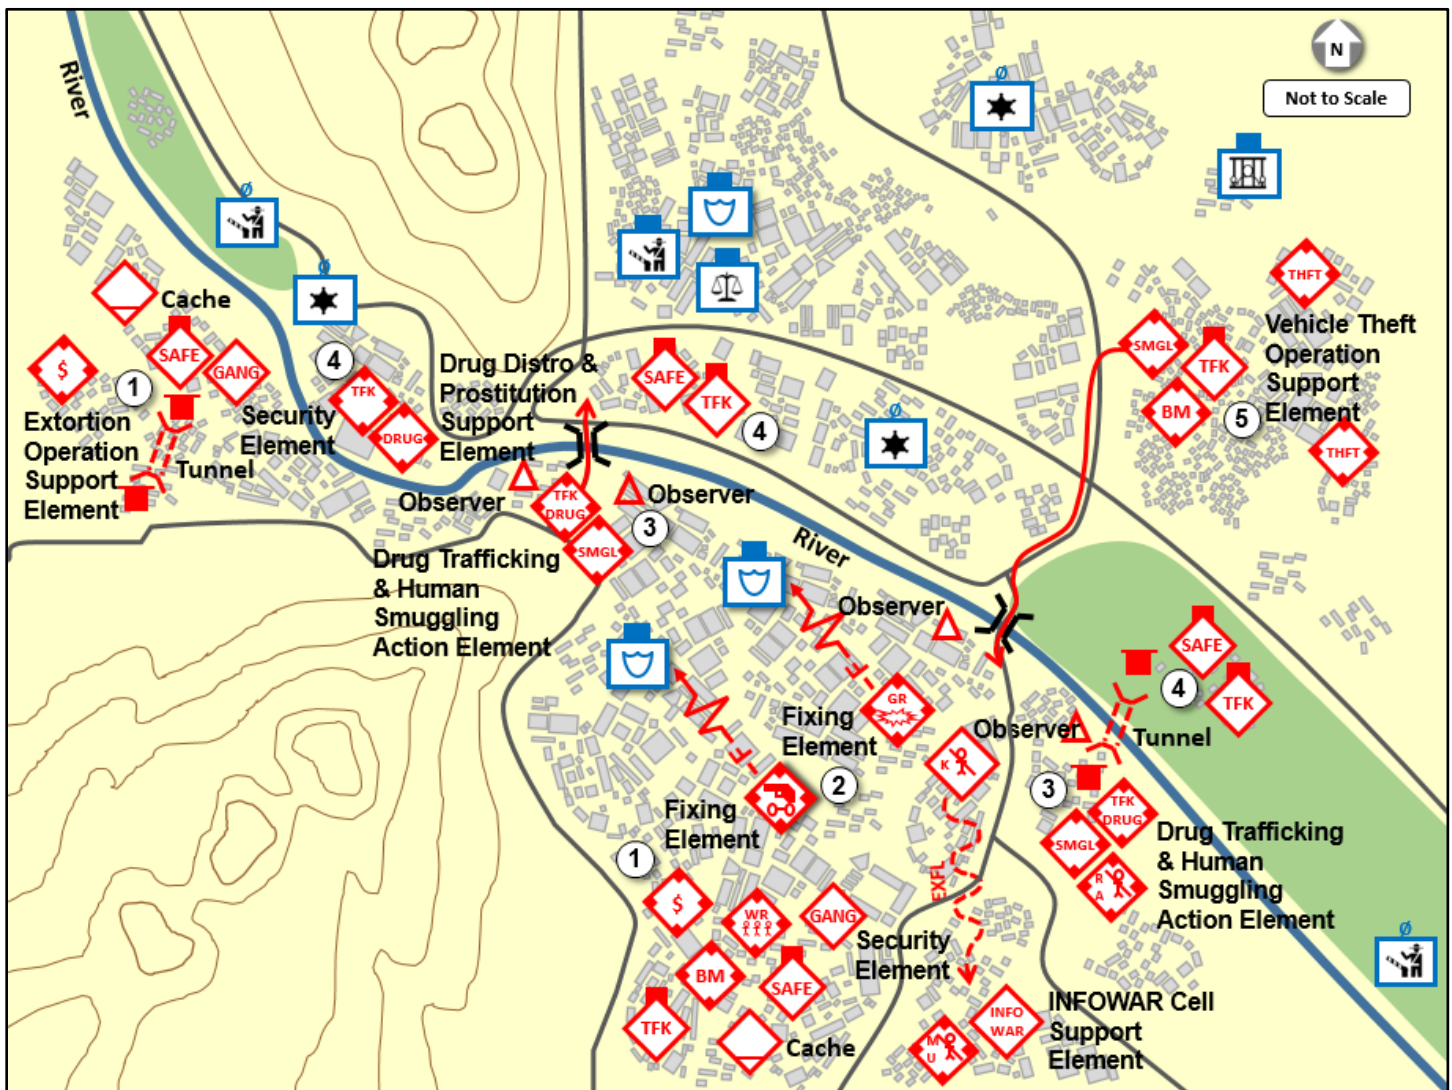 N
Not to Scale
River
Ø
Ø
Ø
THFT
Cache
SAFE
GANG
$
1
Extortion
Operation
Support
Element
Tunnel
Security
Element
4
TFK
DRUG
Drug Distro &
Prostitution
Support
Element
SAFE
TFK
4
Ø
SMGL
TFK
BM
5
Vehicle Theft
Operation
Support
Element
THFT
Observer
TFK
DRUG
SMGL
Observer
3
Drug Trafficking
& Human
Smuggling
Action Element
River
Observer
F
GR
Fixing
Element
2
F
Fixing
Element
K
EXFL
Observer
SAFE
TFK
4
Tunnel
3
TFK
DRUG
SMGL
R
A
Drug Trafficking
& Human
Smuggling
Action Element
Ø
1
$
WR
GANG
Security
Element
BM
SAFE
TFK
Cache
M
U
INFO
WAR
INFOWAR Cell
Support
Element